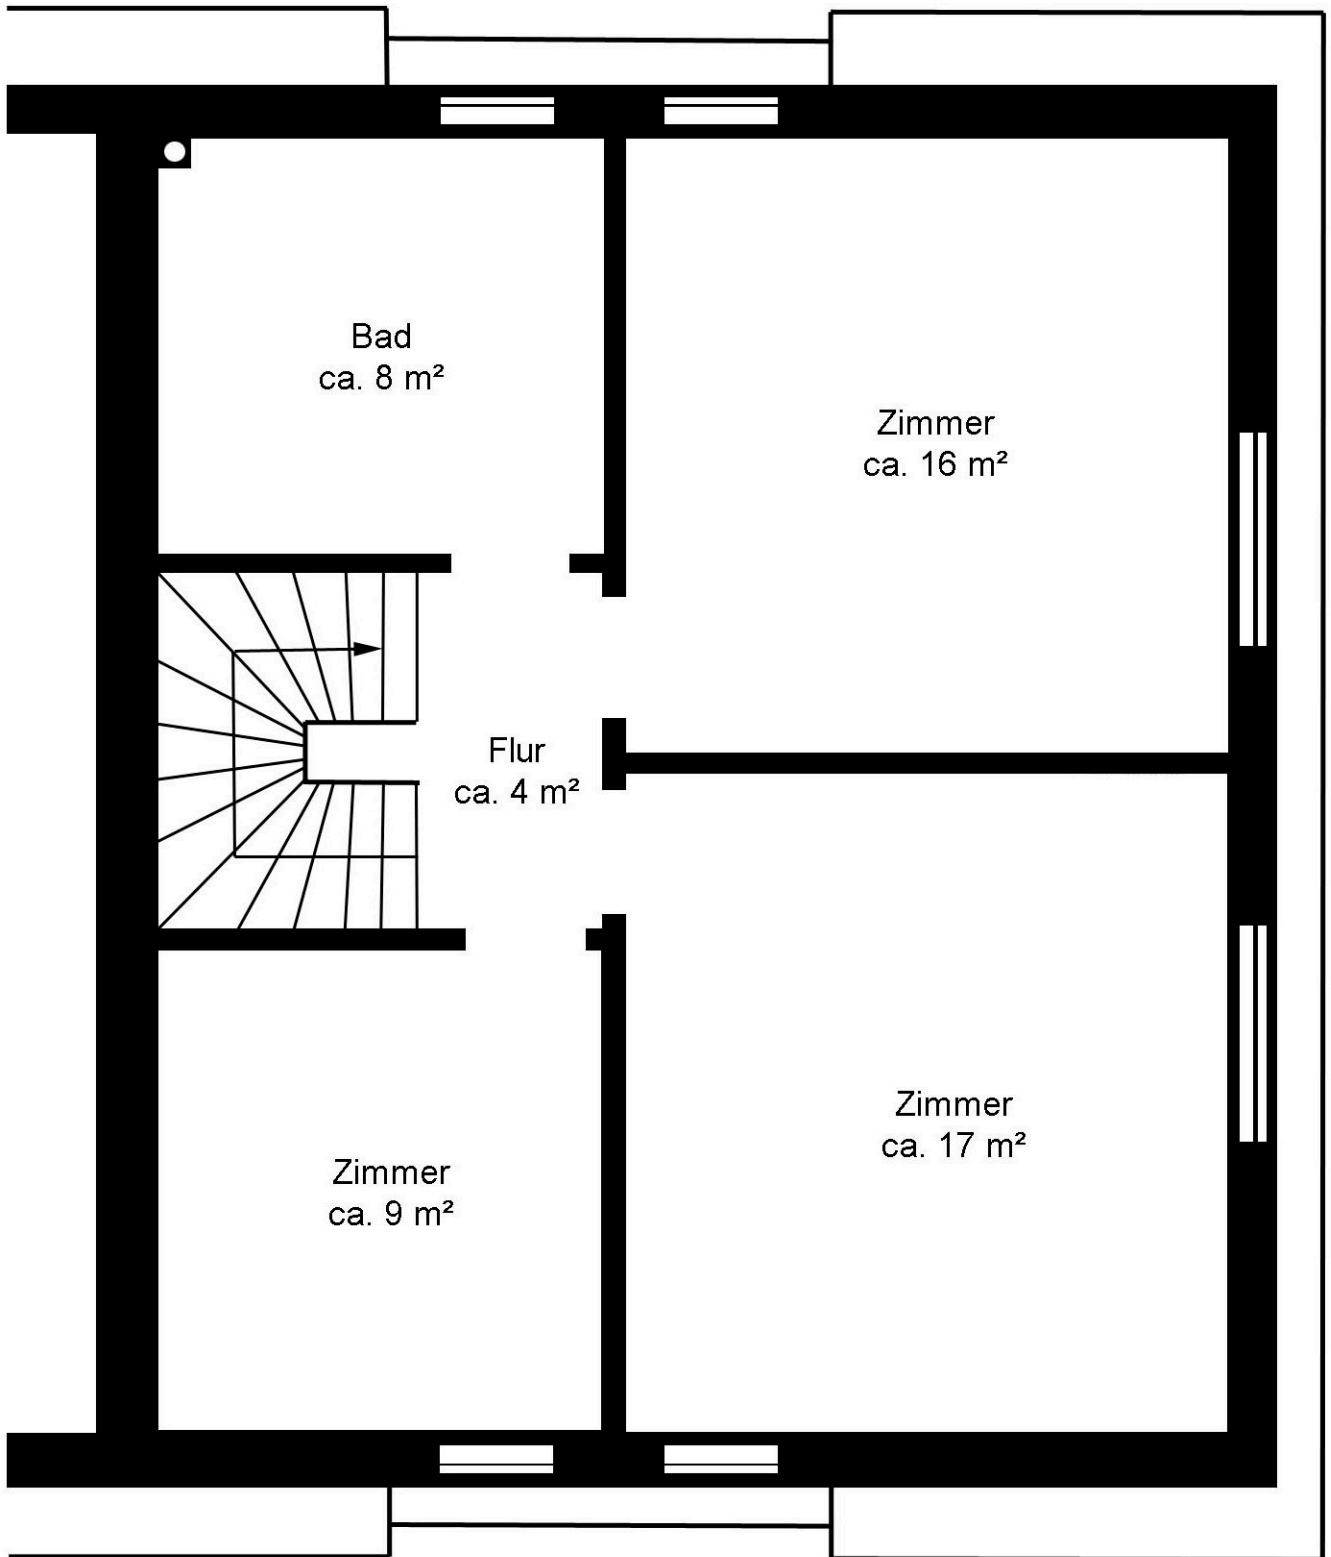 Bad
ca. 8 m²
Zimmer
ca. 16 m²
Flur
ca. 4 m²
Zimmer
ca. 17 m²
Zimmer
ca. 9 m²